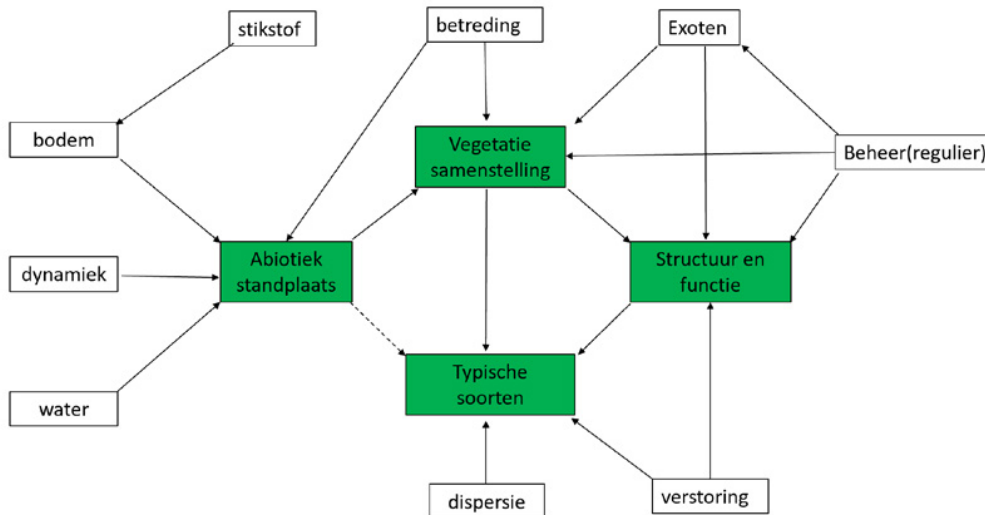 stikstof
betreding
Exoten
bodem
Vegetatie
samenstelling
Beheer(regulier)
dynamiek
Abiotiek
standplaats
Structuur en
functie
water
Typische
soorten
dispersie
verstoring